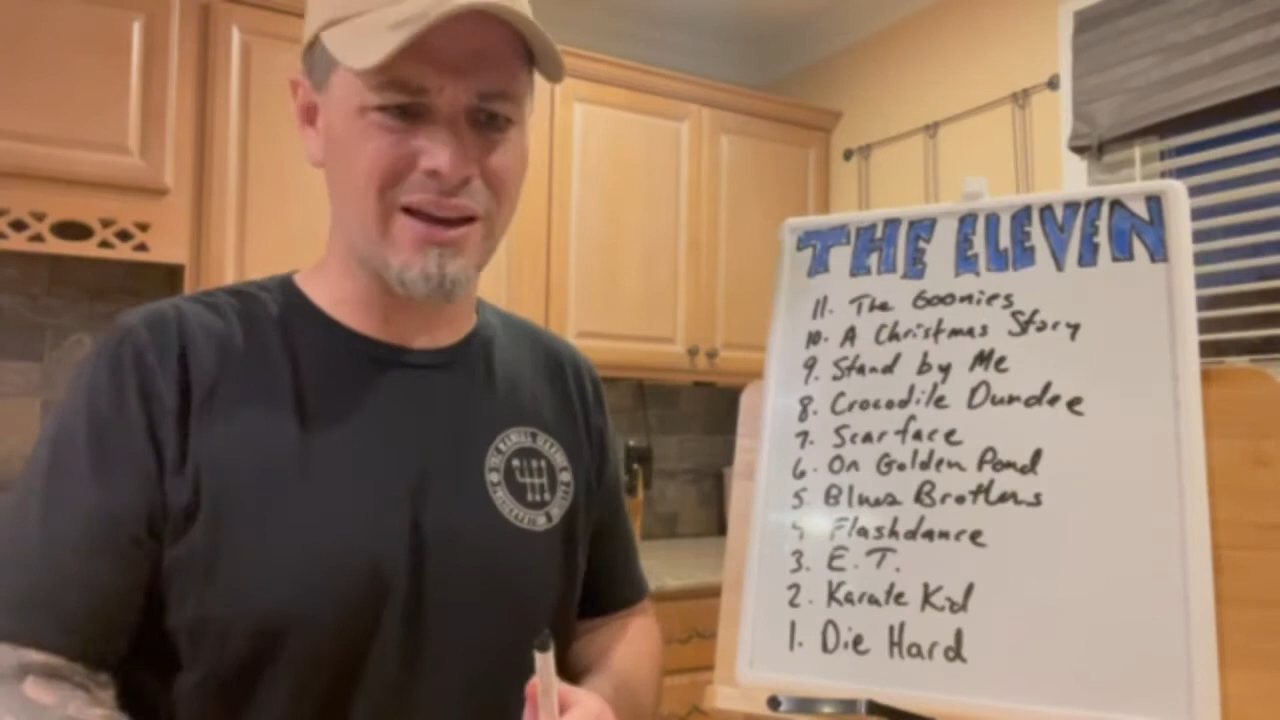 THE ELEVEN
11. The Goonies
10. A Christmas Story
9. Stand by Me
8. Crocodile Dundee
7. Scarface
6. On Golden Pond
5 Blues Brothers
4 Flashdance
3. E.T.
2. Karate Kid
1. Die Hard